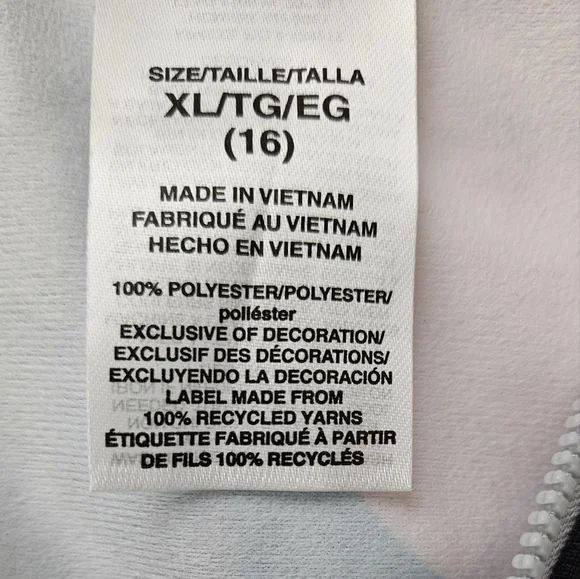 SIZE/TAILLE/TALLA
XL/TG/EG
(16)
MADE IN VIETNAM
FABRIQUÉ AU VIETNAM
HECHO EN VIETNAM
100% POLYESTER/POLYESTER/
poliéster
EXCLUSIVE OF DECORATION/
EXCLUSIF DES DÉCORATIONS/
EXCLUYENDO LA DECORACIÓN
LABEL MADE FROM
100% RECYCLED YARNS
ÉTIQUETTE FABRIQUÉ À PARTIR
DE FILS 100% RECYCLÉS